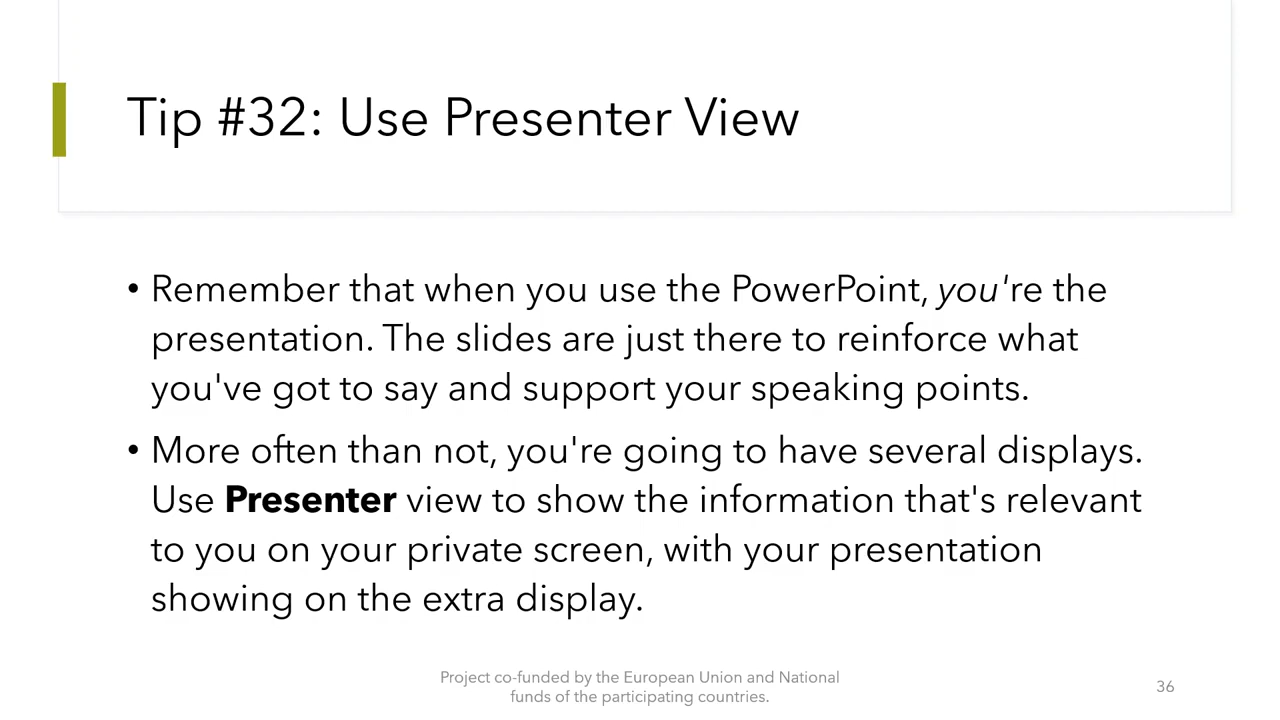 Tip #32: Use Presenter View
• Remember that when you use the PowerPoint, you're the
presentation. The slides are just there to reinforce what
you've got to say and support your speaking points.
• More often than not, you're going to have several displays.
Use Presenter view to show the information that's relevant
to you on your private screen, with your presentation
showing on the extra display.
Project co-funded by the European Union and National
funds of the participating countries.
36